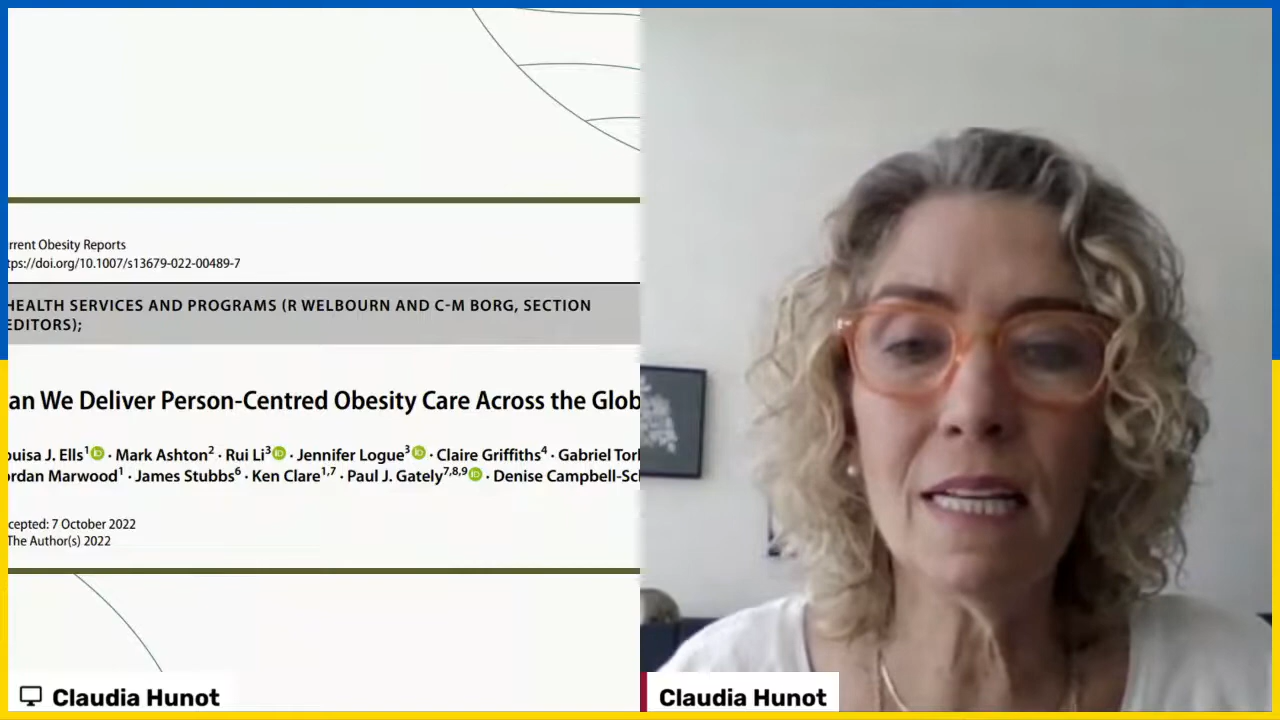 rrent Obesity Reports
tps://doi.org/10.1007/s13679-022-00489-7
HEALTH SERVICES AND PROGRAMS (R WELBOURN AND C-M BORG, SECTION
EDITORS);
an We Deliver Person-Centred Obesity Care Across the Glob
ouisa J. Ells1 · Mark Ashton2 · Rui Li3 · Jennifer Logue3 · Claire Griffiths4 · Gabriel Torb
ordan Marwood1 · James Stubbs6 · Ken Clare1,7 · Paul J. Gately7,8,9 · Denise Campbell-Sch
cepted: 7 October 2022
The Author(s) 2022
Claudia Hunot
Claudia Hunot